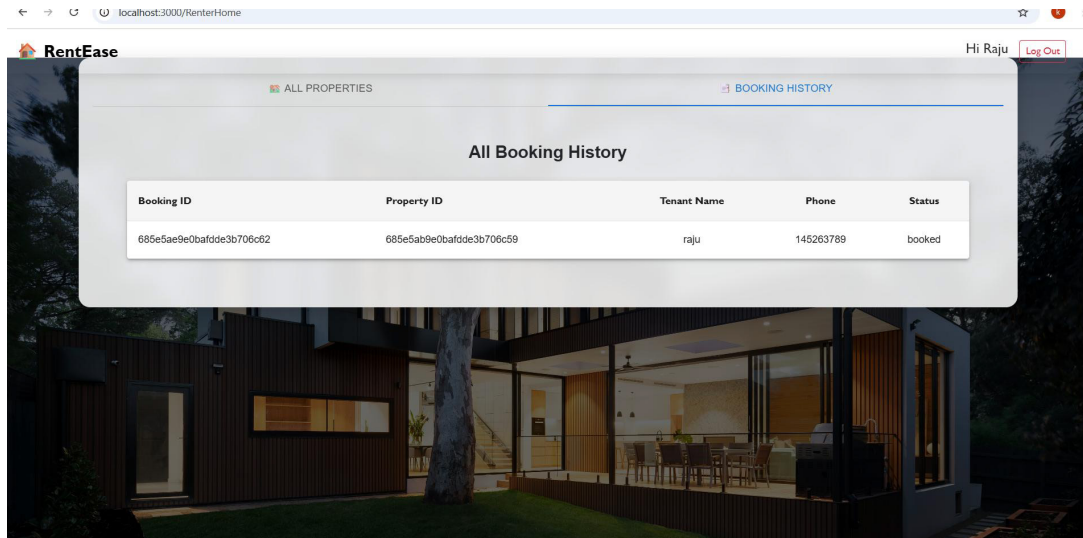 localhost:3000/RenterHome
k
RentEase
Hi Raju
Log Out
ALL PROPERTIES
BOOKING HISTORY
All Booking History
Booking ID Property ID Tenant Name Phone Status
685e5ae9e0bafdde3b706c62 685e5ab9e0bafdde3b706c59 raju 145263789 booked